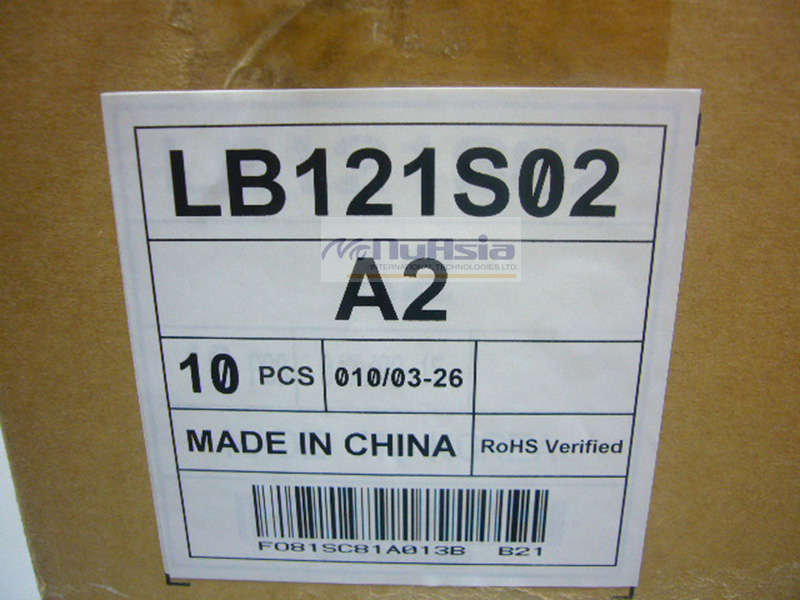 LB121S02
NuAsia
INTERNATIONAL TECHNOLOGIES LTD.
A2
10 PCS 010/03-26
MADE IN CHINA RoHS Verified
F081SC81A013B B21